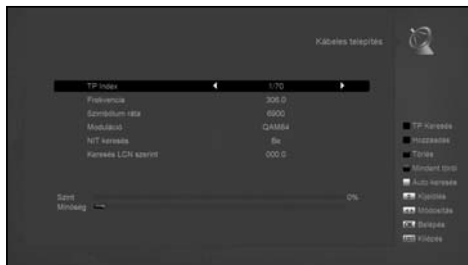 Kábeles telepítés
TP Index 1/70
Frekvencia 306.0
Szimbólum ráta 6900
Moduláció QAM64
NIT keresés Be
Keresés LCN szerint 000.0
TP Keresés
Hozzáadás
Törlés
Mindent töröl
Auto keresés
Kijelölés
Módosítás
OK Belépés
Kilépés
Szint 0%
Minőség